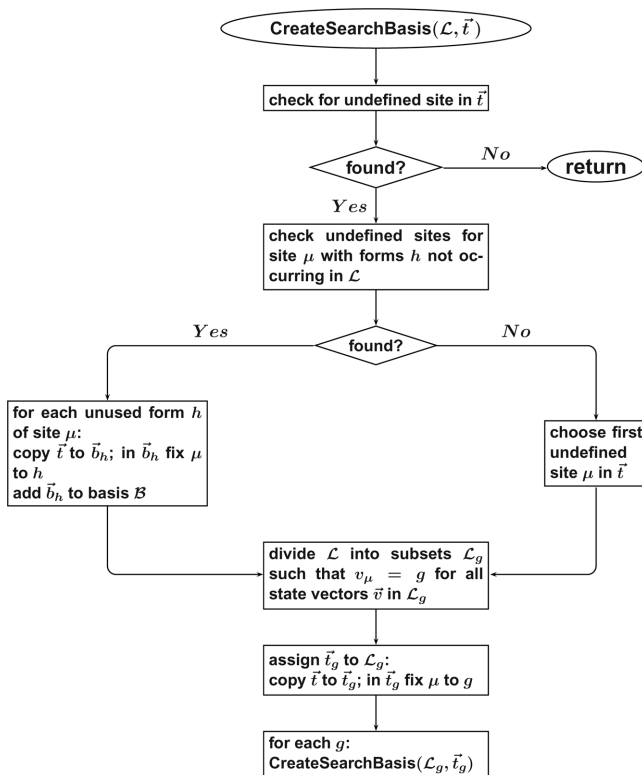 CreateSearchBasis(ℒ, t⃗)
check for undefined site in t⃗
found?
No
return
Yes
check undefined sites for
site μ with forms h not oc-
curring in ℒ
Yes
found?
No
for each unused form h
of site μ:
copy t⃗ to b⃗ₕ; in b⃗ₕ fix μ
to h
add b⃗ₕ to basis ℬ
choose first
undefined
site μ in t⃗
divide ℒ into subsets ℒ_g
such that v_μ = g for all
state vectors v⃗ in ℒ_g
assign t⃗_g to ℒ_g:
copy t⃗ to t⃗_g; in t⃗_g fix μ to g
for each g:
CreateSearchBasis(ℒ_g, t⃗_g)